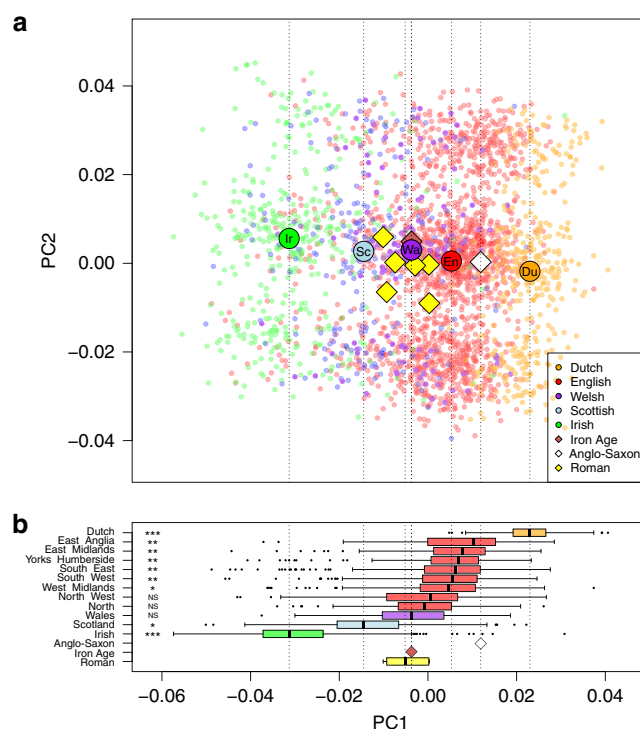 a
PC2
0.04
0.02
0.00
−0.02
−0.04
Ir
Sc
Wa
En
Du
Dutch
English
Welsh
Scottish
Irish
Iron Age
Anglo-Saxon
Roman
b
Dutch ***
East Anglia **
East Midlands **
Yorks Humberside **
South East **
South West **
West Midlands *
North West NS
North NS
Wales NS
Scotland *
Irish ***
Anglo-Saxon
Iron Age
Roman
−0.06 −0.04 −0.02 0.00 0.02 0.04
PC1